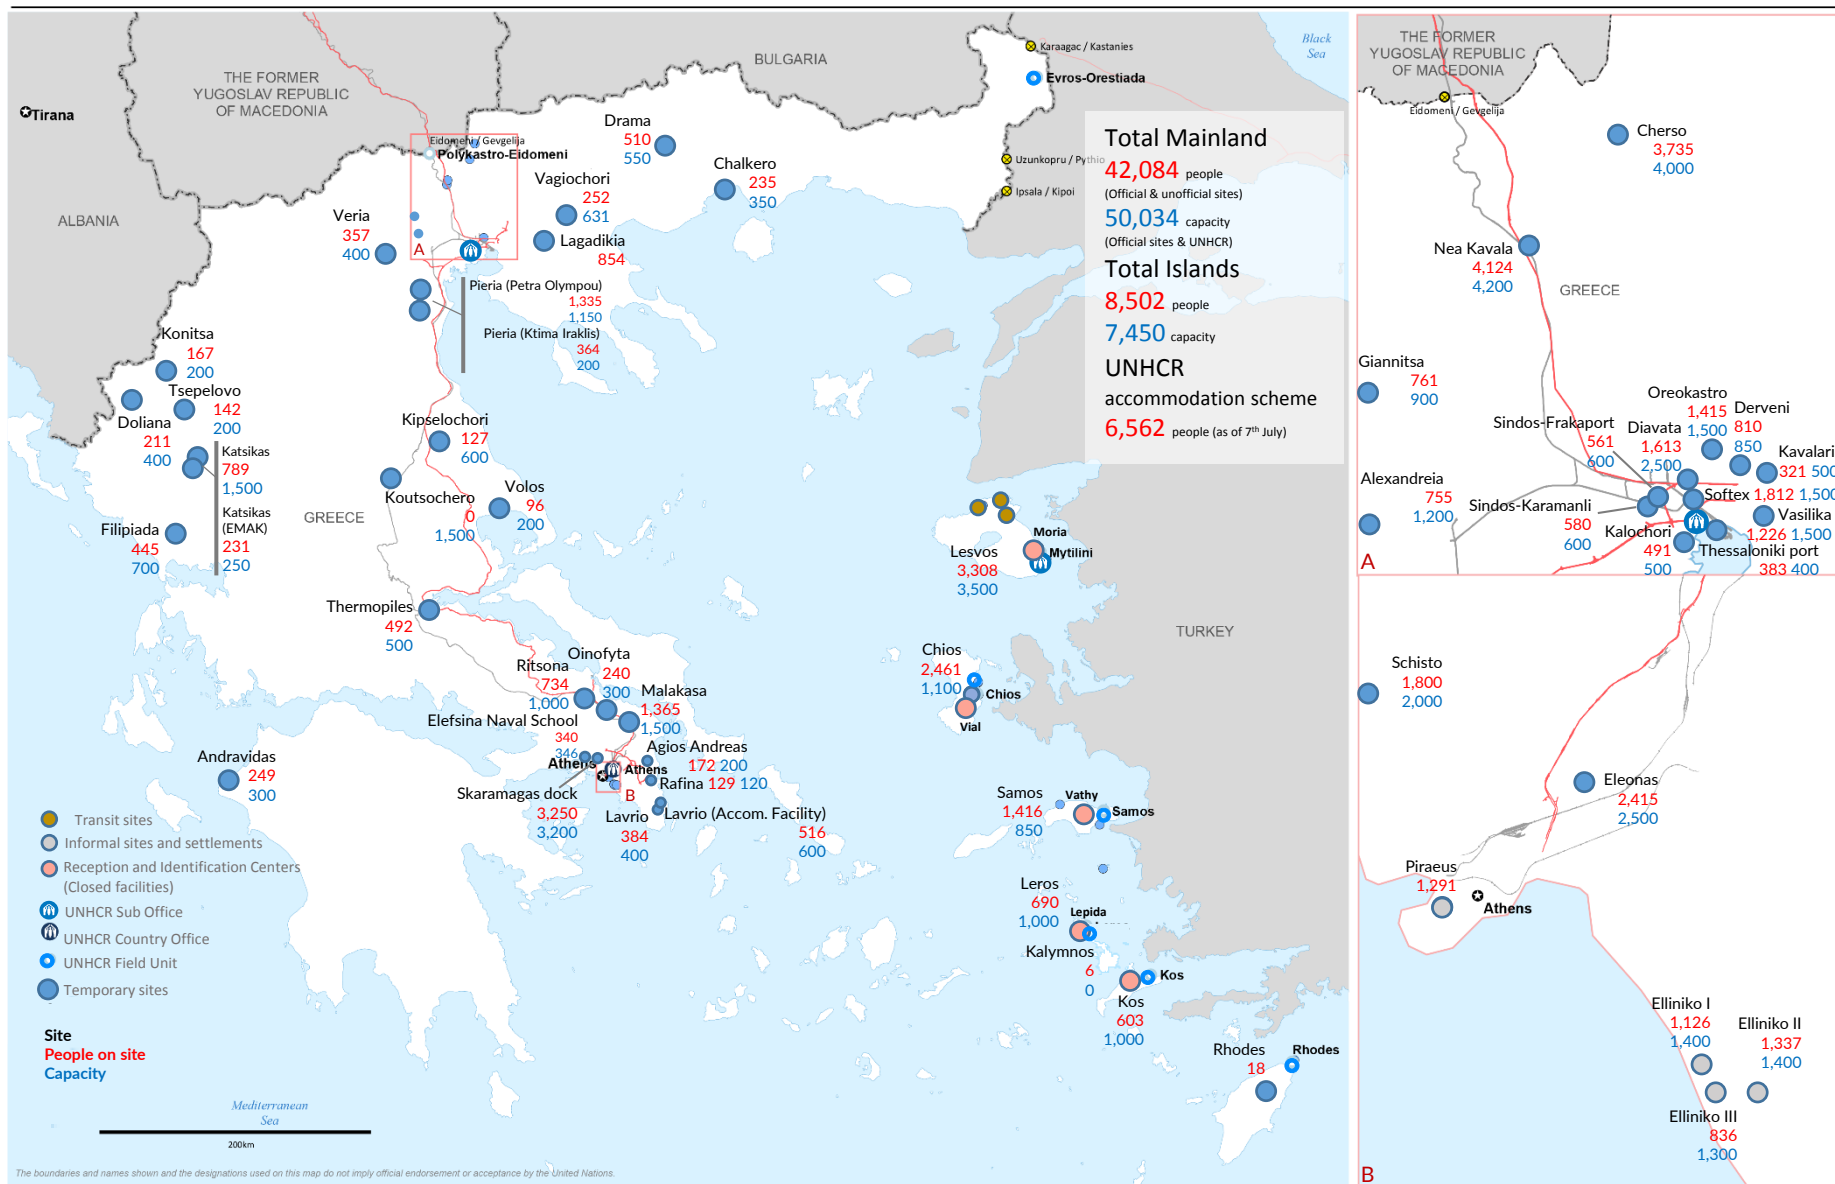 THE FORMER
YUGOSLAV REPUBLIC
OF MACEDONIA
BULGARIA
Black
Sea
Karaagac / Kastanies
Evros-Orestiada
Tirana
ALBANIA
Eidomeni / Gevgelija
Polykastro-Eidomeni
Drama
510
550
Chalkero
235
350
Vagiochori
252
631
Lagadikia
854
Veria
357
400
A
Uzunkopru / Pythio
Ipsala / Kipoi
Total Mainland
42,084 people
(Official & unofficial sites)
50,034 capacity
(Official sites & UNHCR)
Total Islands
8,502 people
7,450 capacity
UNHCR
accommodation scheme
6,562 people (as of 7th July)
Pieria (Petra Olympou)
1,335
1,150
Pieria (Ktima Iraklis)
364
200
Konitsa
167
200
Tsepelovo
142
200
Doliana
211
400
Katsikas
789
1,500
Katsikas
(EMAK)
231
250
Filipiada
445
700
GREECE
Kipselochori
127
600
Koutsochero
0
1,500
Volos
96
200
Thermopiles
492
500
Oinofyta
240
300
Ritsona
734
1,000
Malakasa
1,365
1,500
Elefsina Naval School
340
346
Athens
Athens
B
Agios Andreas
172 200
Rafina 129 120
Skaramagas dock
3,250
3,200
Lavrio
384
400
Lavrio (Accom. Facility)
516
600
Andravidas
249
300
Moria
Mytilini
Lesvos
3,308
3,500
TURKEY
Chios
2,461
1,100
Chios
Vial
Samos
1,416
850
Vathy
Samos
Leros
690
1,000
Lepida
Kalymnos
6
0
Kos
Kos
603
1,000
Rhodes
18
Rhodes
Transit sites
Informal sites and settlements
Reception and Identification Centers
(Closed facilities)
UNHCR Sub Office
UNHCR Country Office
UNHCR Field Unit
Temporary sites
Site
People on site
Capacity
Mediterranean
Sea
200km
The boundaries and names shown and the designations used on this map do not imply official endorsement or acceptance by the United Nations.
THE FORMER
YUGOSLAV REPUBLIC
OF MACEDONIA
Eidomeni / Gevgelija
Cherso
3,735
4,000
Nea Kavala
4,124
4,200
GREECE
Giannitsa
761
900
Oreokastro
1,415
1,500
Derveni
810
850
Sindos-Frakaport
561
600
Diavata
1,613
2,500
Kavalari
321 500
Alexandreia
755
1,200
Softex 1,812 1,500
Sindos-Karamanli
580
600
Vasilika
1,226 1,500
Kalochori
491
500
Thessaloniki port
383 400
A
Schisto
1,800
2,000
Eleonas
2,415
2,500
Piraeus
1,291
Athens
Elliniko I
1,126
1,400
Elliniko II
1,337
1,400
Elliniko III
836
1,300
B